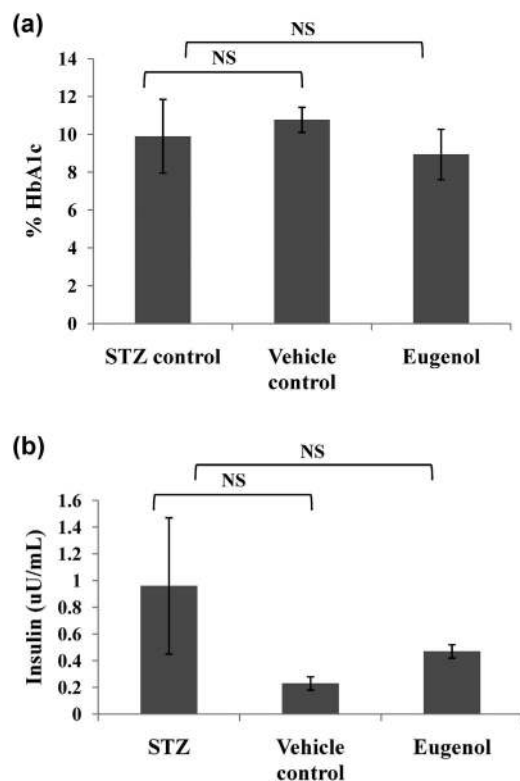 (a)
NS
NS
14
12
10
8
6
4
2
0
% HbA1c
STZ control
Vehicle control
Eugenol
(b)
NS
NS
1.6
1.4
1.2
1
0.8
0.6
0.4
0.2
0
Insulin (uU/mL)
STZ
Vehicle control
Eugenol